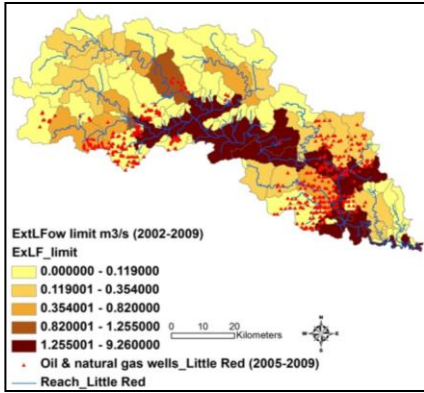 ExtLFow limit m3/s (2002-2009)
ExLF_limit
0.000000 - 0.119000
0.119001 - 0.354000
0.354001 - 0.820000
0.820001 - 1.255000
1.255001 - 9.260000
0 10 20
Kilometers
Oil & natural gas wells_Little Red (2005-2009)
Reach_Little Red